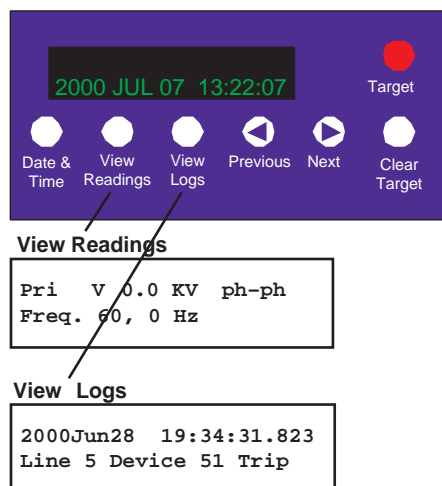 2000 JUL 07 13:22:07
Target
Date & Time
View Readings
View Logs
Previous
Next
Clear Target
View Readings
Pri V 0.0 KV ph-ph
Freq. 60, 0 Hz
View Logs
2000Jun28 19:34:31.823
Line 5 Device 51 Trip